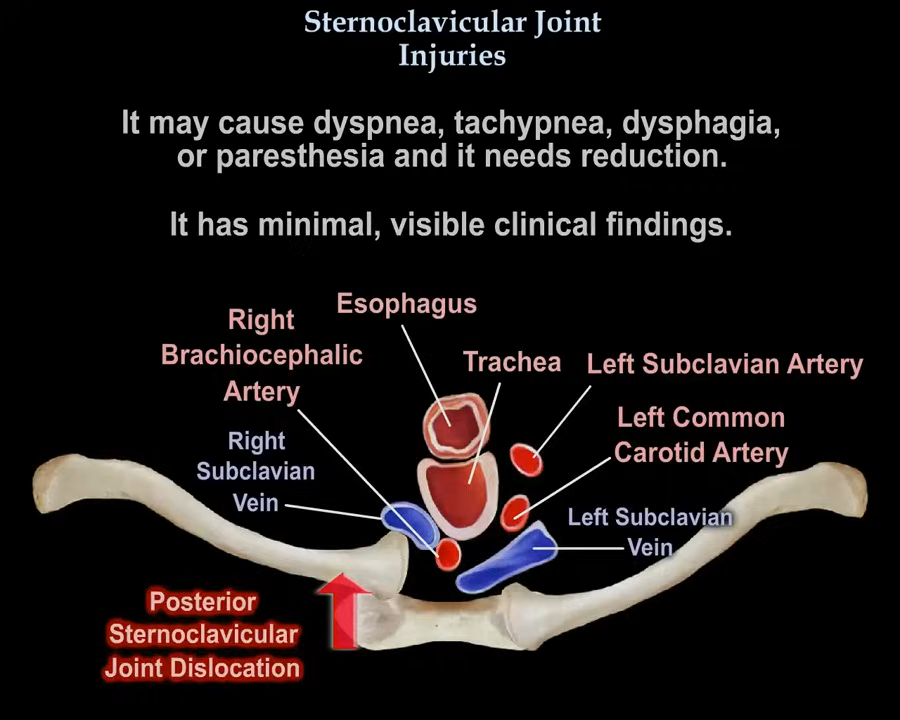 Sternoclavicular Joint
Injuries
It may cause dyspnea, tachypnea, dysphagia,
or paresthesia and it needs reduction.
It has minimal, visible clinical findings.
Esophagus
Right
Brachiocephalic
Artery
Trachea
Left Subclavian Artery
Left Common
Carotid Artery
Right
Subclavian
Vein
Left Subclavian
Vein
Posterior
Sternoclavicular
Joint Dislocation